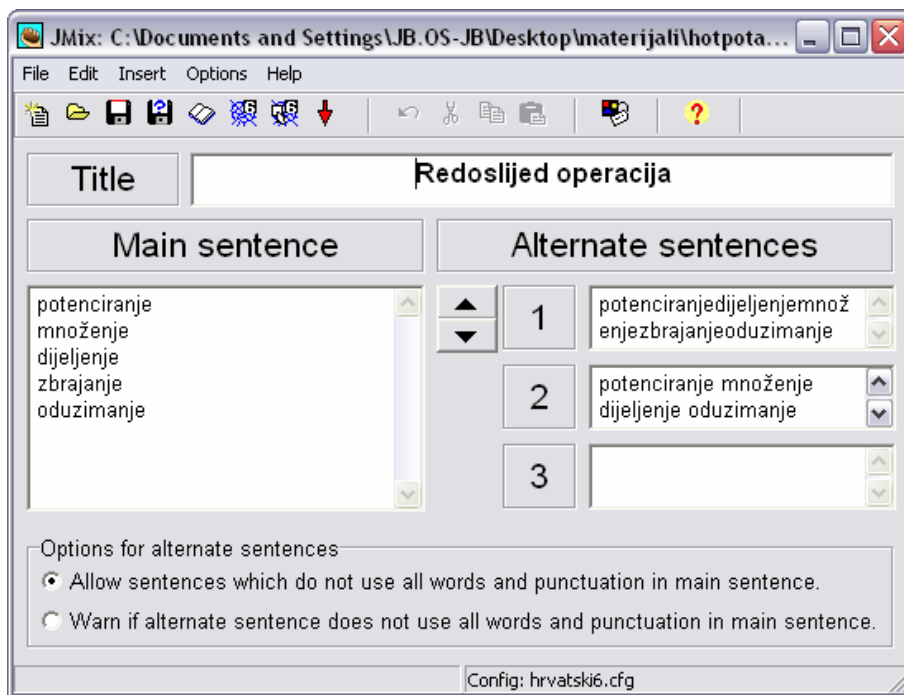 JMix: C:\Documents and Settings\JB.OS-JB\Desktop\materijali\hotpota...
File Edit Insert Options Help
Title
Redoslijed operacija
Main sentence
Alternate sentences
potenciranje
množenje
dijeljenje
zbrajanje
oduzimanje
1
potenciranjedijeljenjemnož
enjezbrajanjeoduzimanje
2
potenciranje množenje
dijeljenje oduzimanje
3
Options for alternate sentences
Allow sentences which do not use all words and punctuation in main sentence.
Warn if alternate sentence does not use all words and punctuation in main sentence.
Config: hrvatski6.cfg